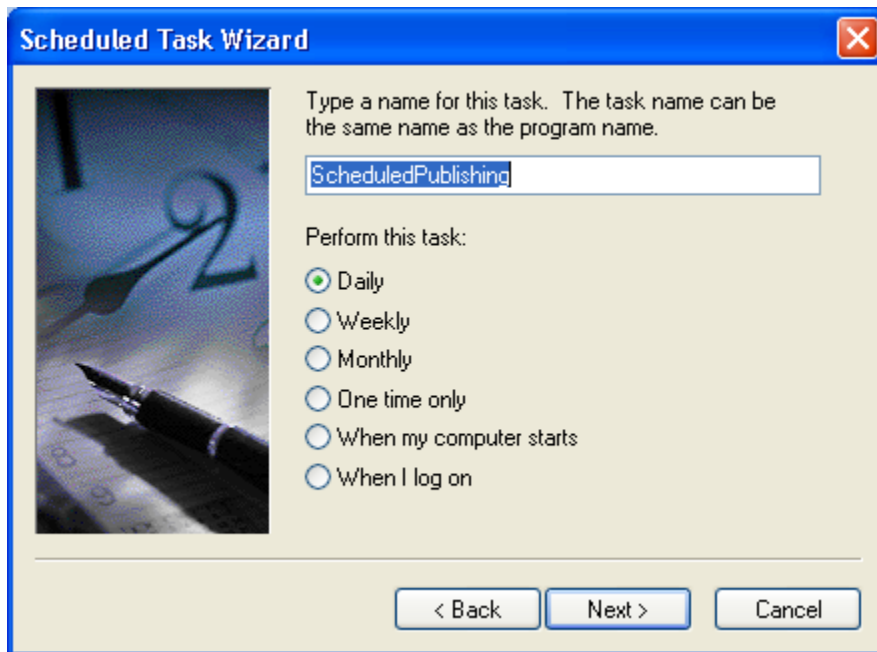 Scheduled Task Wizard
Type a name for this task. The task name can be
the same name as the program name.
ScheduledPublishing
Perform this task:
Daily
Weekly
Monthly
One time only
When my computer starts
When I log on
< Back
Next >
Cancel